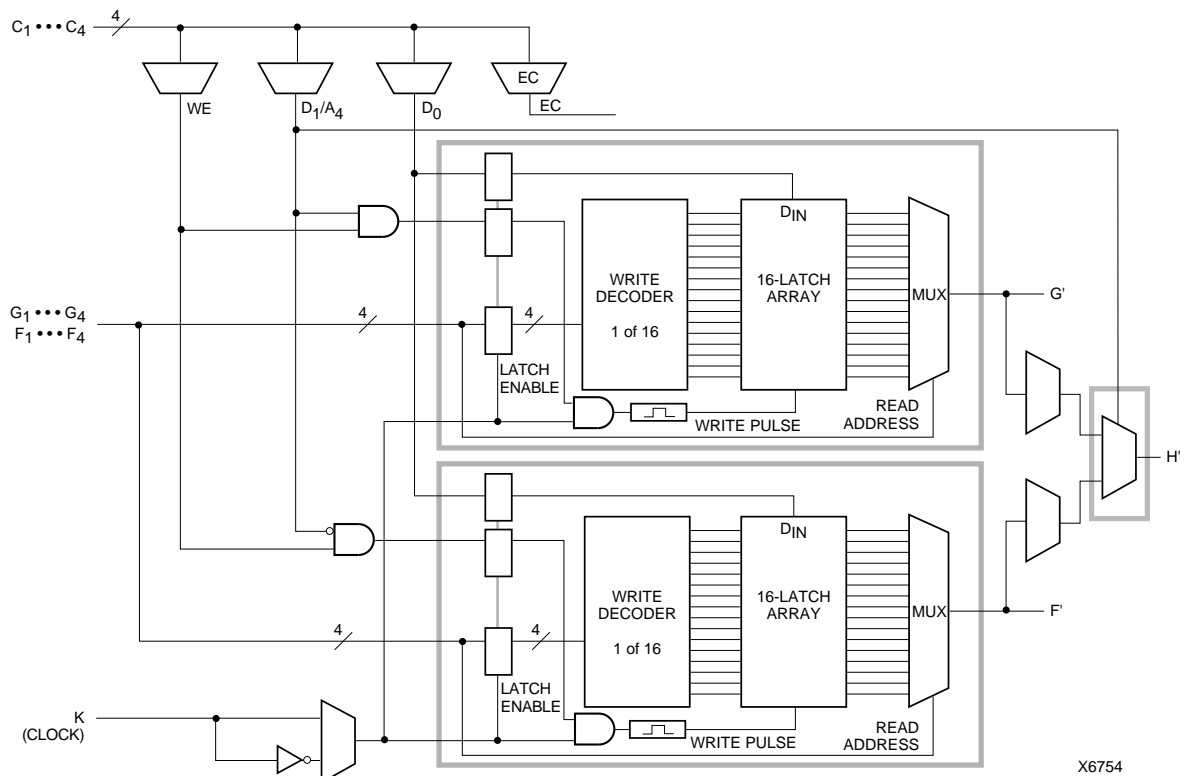 C1 • • • C4
4
EC
WE
D1/A4
D0
EC
DIN
WRITE
DECODER
1 of 16
16-LATCH
ARRAY
MUX
G'
G1 • • • G4
F1 • • • F4
4
4
LATCH
ENABLE
WRITE PULSE
READ
ADDRESS
H'
DIN
WRITE
DECODER
1 of 16
16-LATCH
ARRAY
MUX
F'
4
4
LATCH
ENABLE
WRITE PULSE
READ
ADDRESS
K
(CLOCK)
X6754